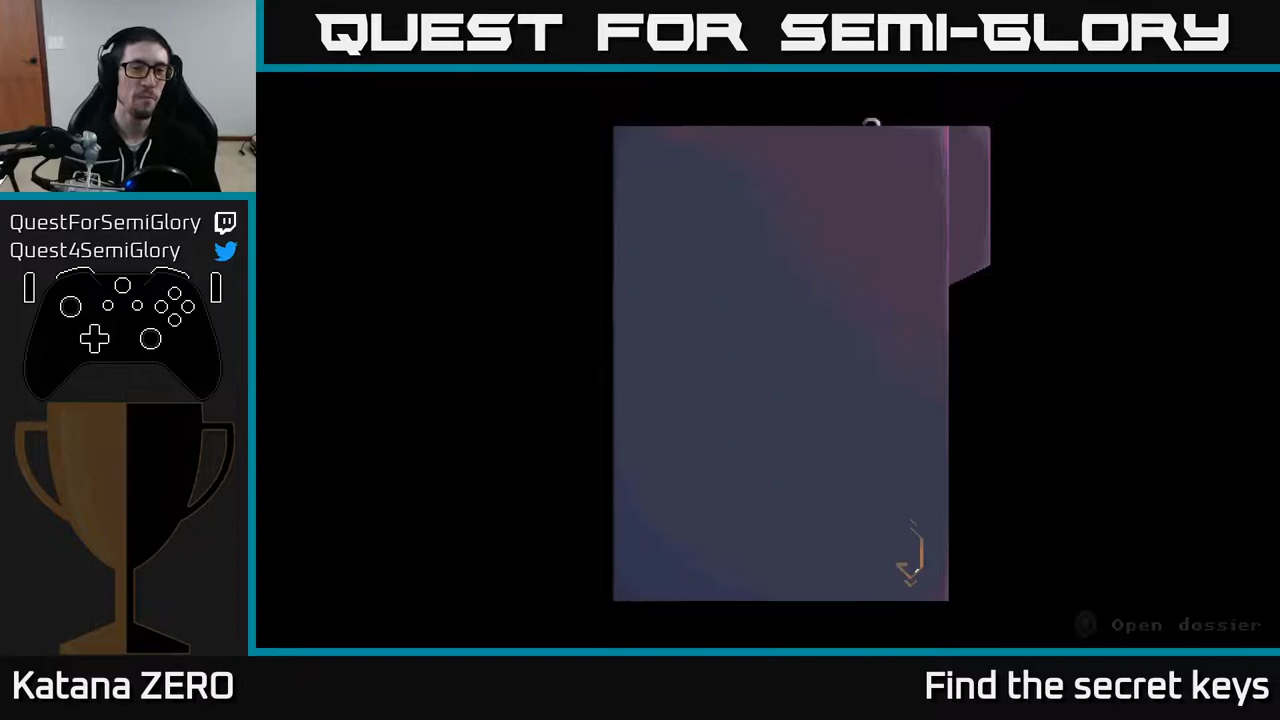 QUEST FOR SEMI-GLORY
QuestForSemiGlory
Quest4SemiGlory
Open dossier
Katana ZERO
Find the secret keys